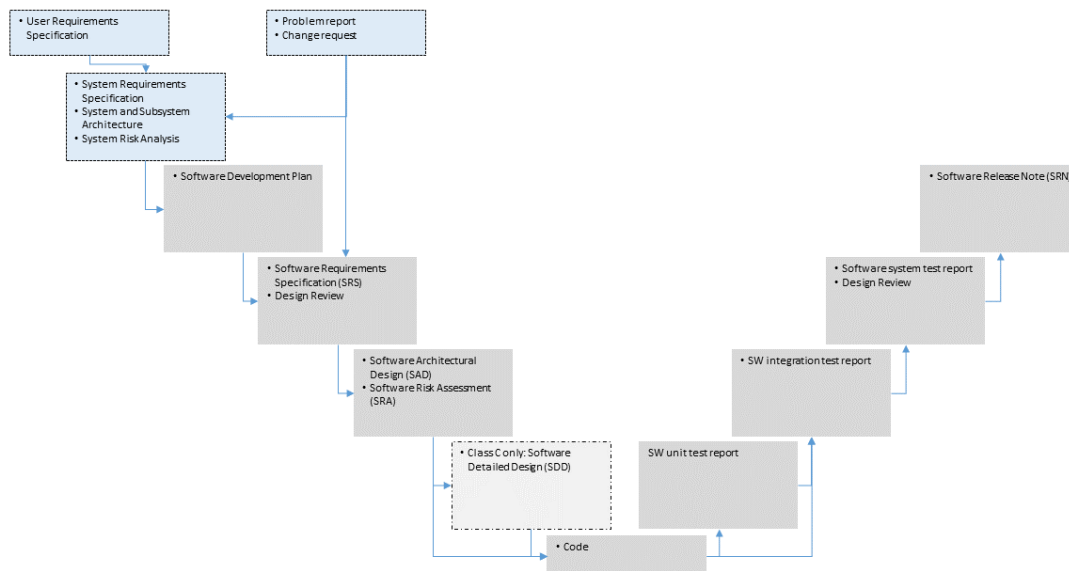 • User Requirements
Specification
• Problem report
• Change request
• System Requirements
Specification
• System and Subsystem
Architecture
• System Risk Analysis
• Software Development Plan
• Software Release Note (SRN)
• Software Requirements
Specification (SRS)
• Design Review
• Software system test report
• Design Review
• Software Architectural
Design (SAD)
• Software Risk Assessment
(SRA)
• SW integration test report
• Class C only: Software
Detailed Design (SDD)
SW unit test report
• Code